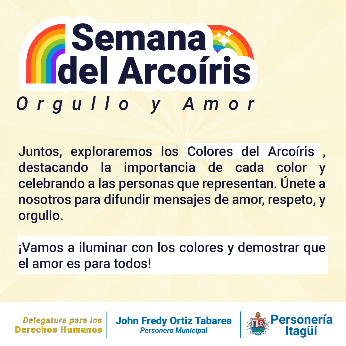 Semana
del Arcoíris
Orgullo y Amor
Juntos, exploraremos los Colores del Arcoíris ,
destacando la importancia de cada color y
celebrando a las personas que representan. Únete a
nosotros para difundir mensajes de amor, respeto, y
orgullo.
¡Vamos a iluminar con los colores y demostrar que
el amor es para todos!
Delegatura para los
Derechos Humanos
John Fredy Ortiz Tabares
Personero Municipal
Personería
Itagüí